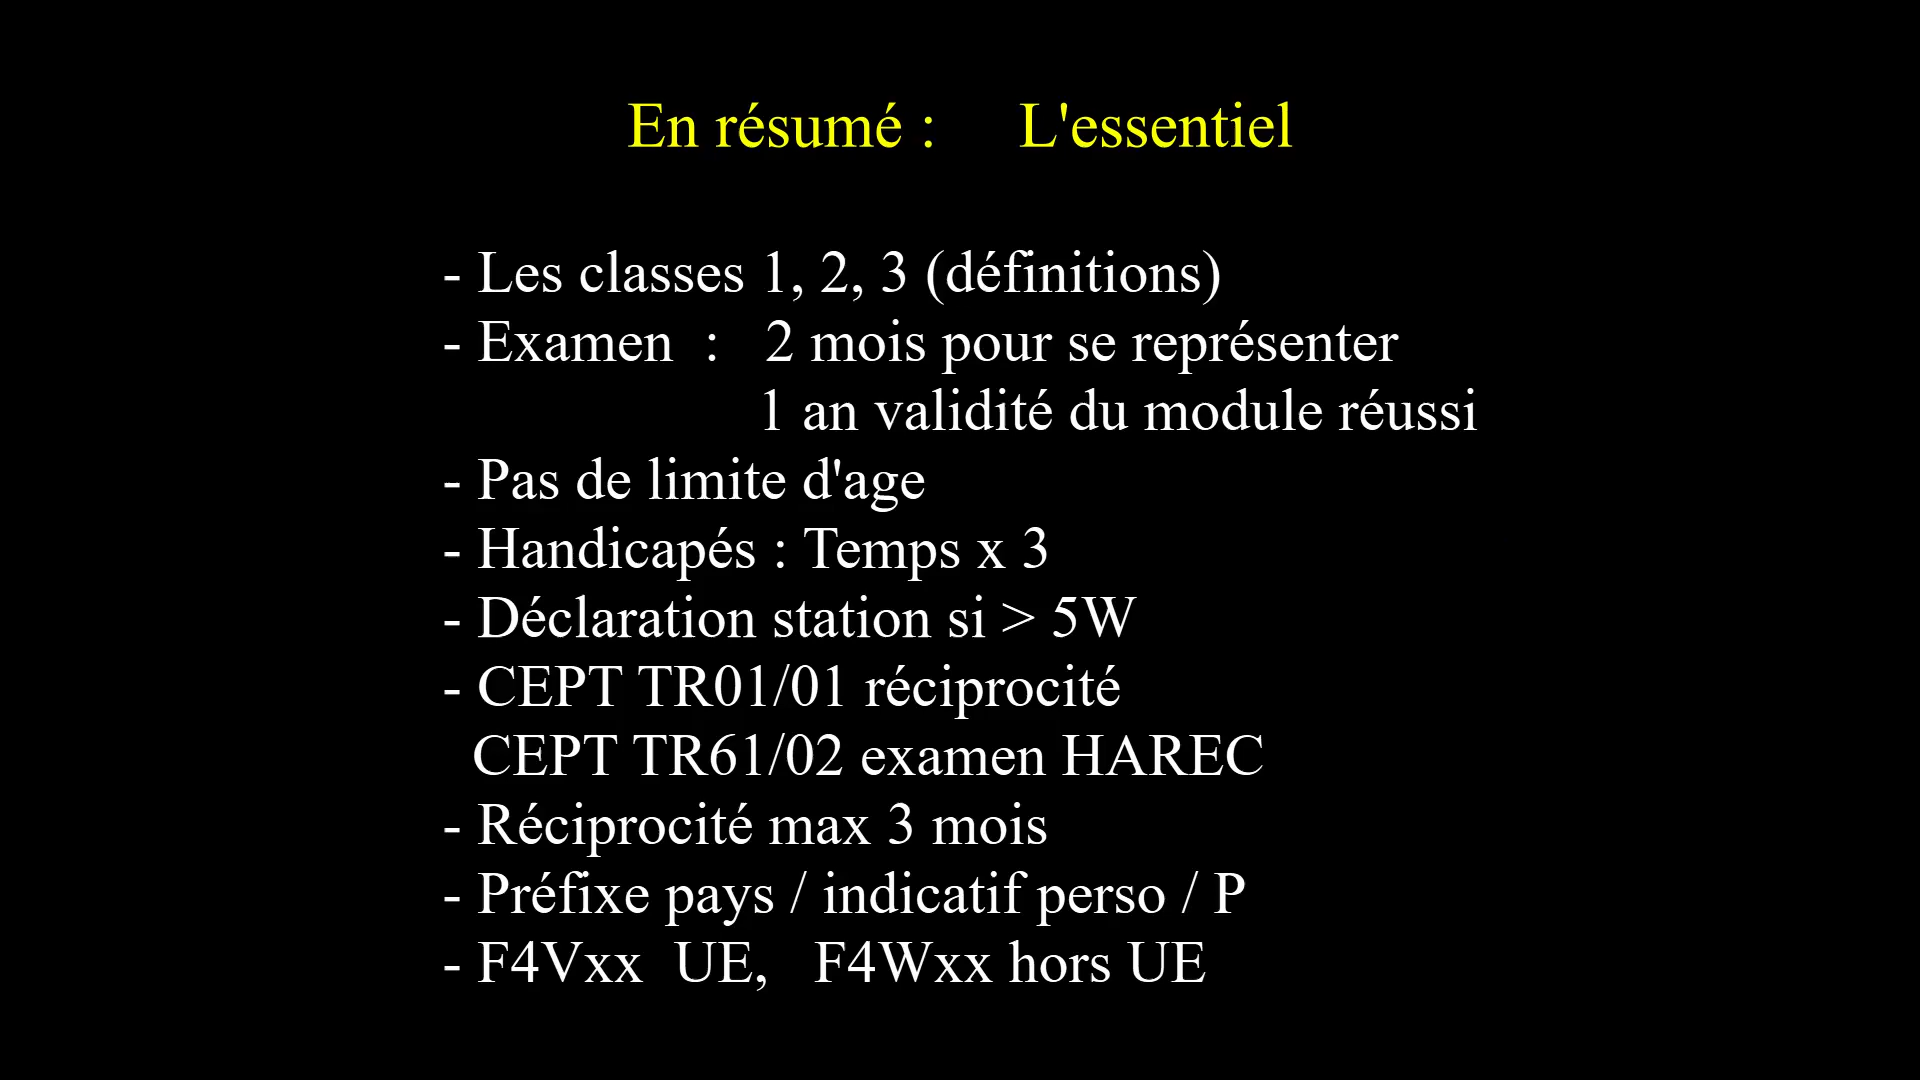 En résumé : L'essentiel
- Les classes 1, 2, 3 (définitions)
- Examen : 2 mois pour se représenter
1 an validité du module réussi
- Pas de limite d'age
- Handicapés : Temps x 3
- Déclaration station si > 5W
- CEPT TR01/01 réciprocité
CEPT TR61/02 examen HAREC
- Réciprocité max 3 mois
- Préfixe pays / indicatif perso / P
- F4Vxx UE, F4Wxx hors UE